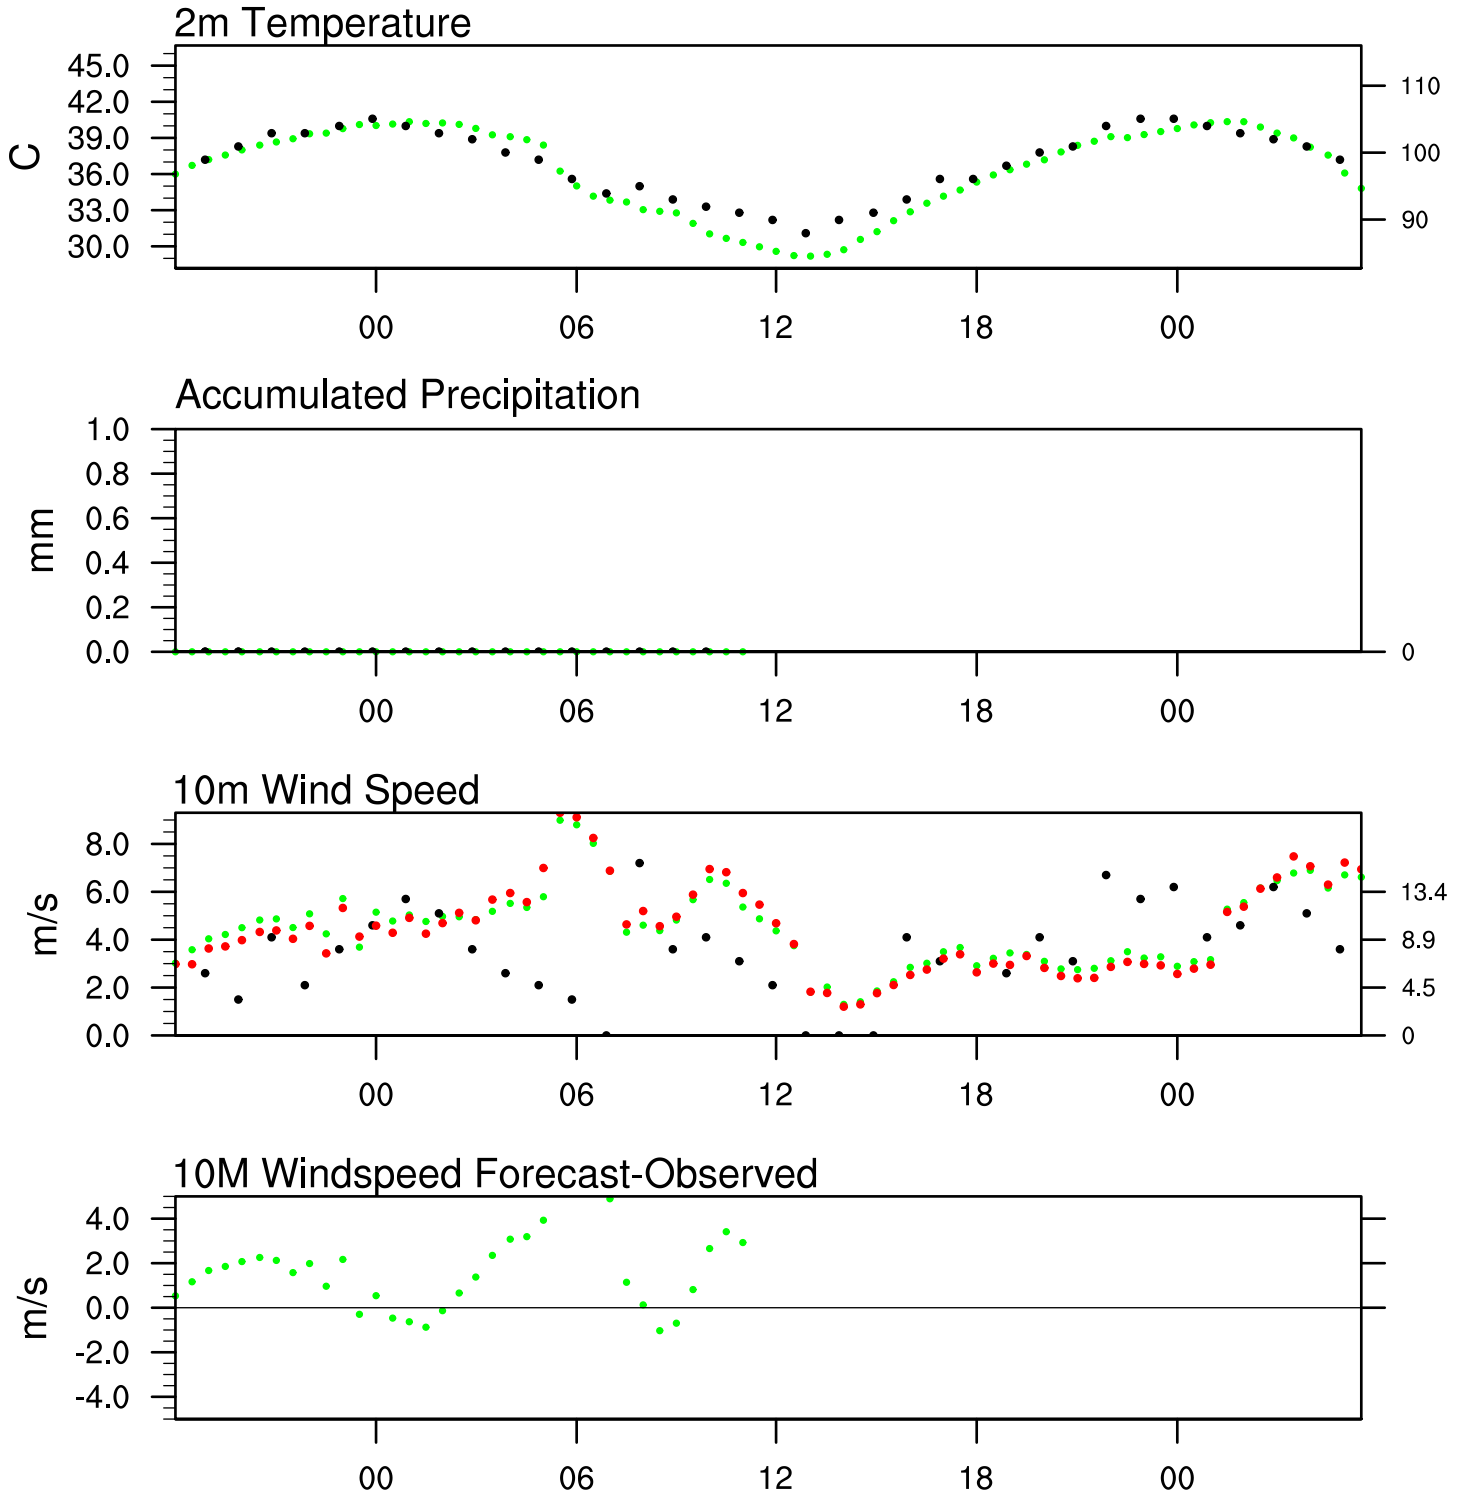 2m Temperature
45.0
42.0
39.0
36.0
33.0
30.0
C
110
100
90
00 06 12 18 00
Accumulated Precipitation
1.0
0.8
0.6
0.4
0.2
0.0
mm
0
00 06 12 18 00
10m Wind Speed
8.0
6.0
4.0
2.0
0.0
m/s
13.4
8.9
4.5
0
00 06 12 18 00
10M Windspeed Forecast-Observed
4.0
2.0
0.0
-2.0
-4.0
m/s
00 06 12 18 00